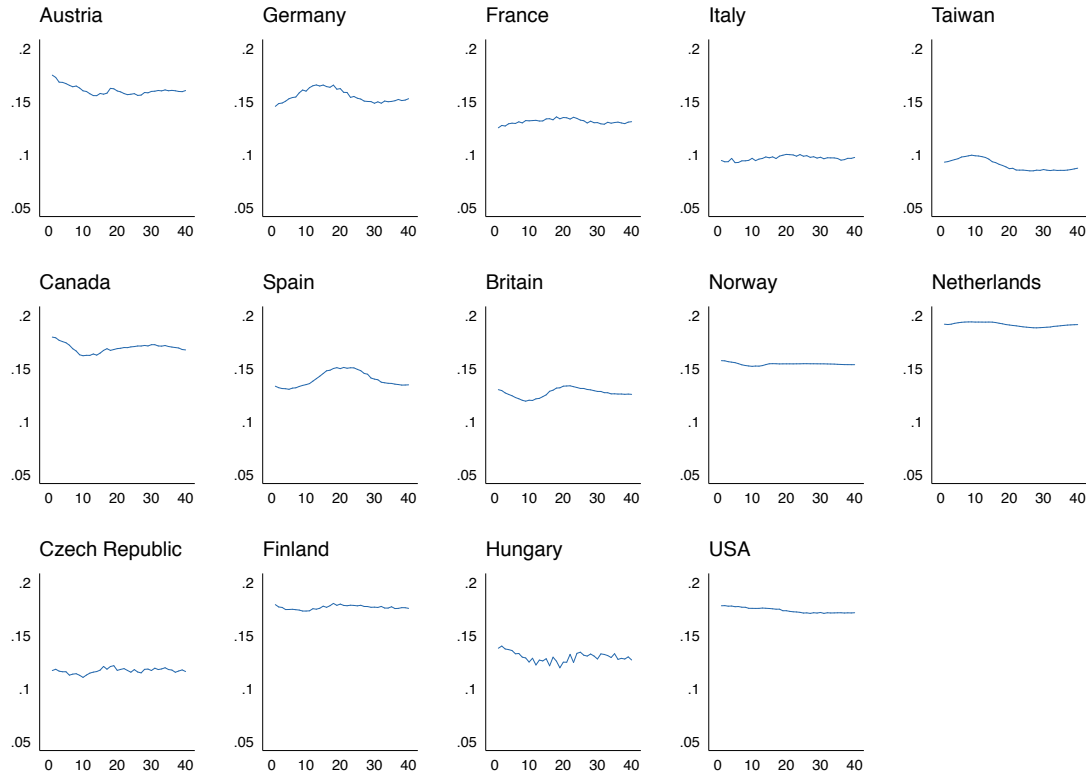 Austria Germany France Italy Taiwan
.2 .2 .2 .2 .2
.15 .15 .15 .15 .15
.1 .1 .1 .1 .1
.05 .05 .05 .05 .05
0 10 20 30 40 0 10 20 30 40 0 10 20 30 40 0 10 20 30 40 0 10 20 30 40
Canada Spain Britain Norway Netherlands
.2 .2 .2 .2 .2
.15 .15 .15 .15 .15
.1 .1 .1 .1 .1
.05 .05 .05 .05 .05
0 10 20 30 40 0 10 20 30 40 0 10 20 30 40 0 10 20 30 40 0 10 20 30 40
Czech Republic Finland Hungary USA
.2 .2 .2 .2
.15 .15 .15 .15
.1 .1 .1 .1
.05 .05 .05 .05
0 10 20 30 40 0 10 20 30 40 0 10 20 30 40 0 10 20 30 40